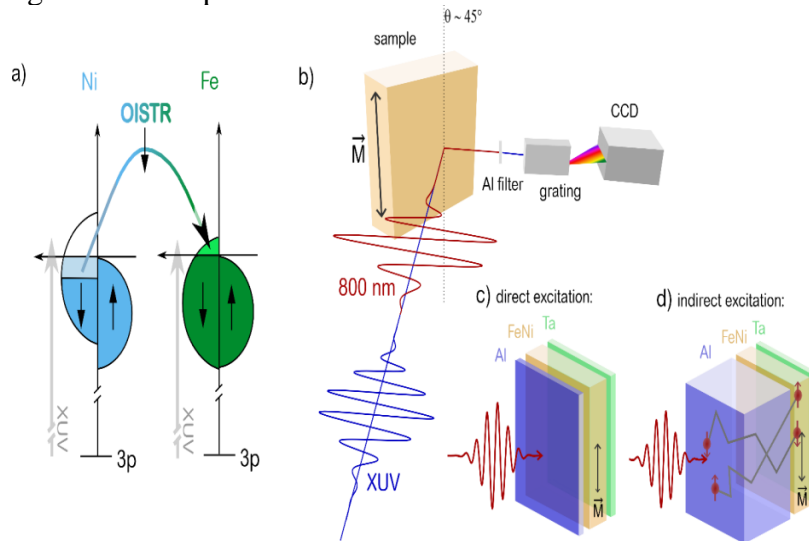 a)
Ni
Fe
OISTR
XUV
XUV
3p
3p
b)
sample
θ ~ 45°
M
Al filter
grating
CCD
800 nm
XUV
c) direct excitation:
Al
FeNi
Ta
M
d) indirect excitation:
Al
FeNi
Ta
M